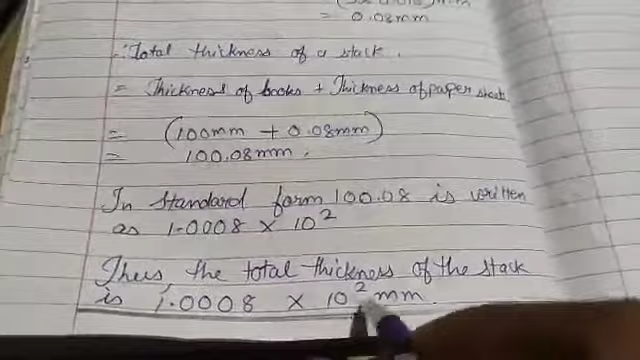 = 0.08mm
∴ Total thickness of a stack.
= Thickness of books + Thickness of paper sheets
= (100mm + 0.08mm)
= 100.08mm.
In standard form 100.08 is written
as 1.0008 × 10²
Thus, the total thickness of the stack
is 1.0008 × 10² mm.